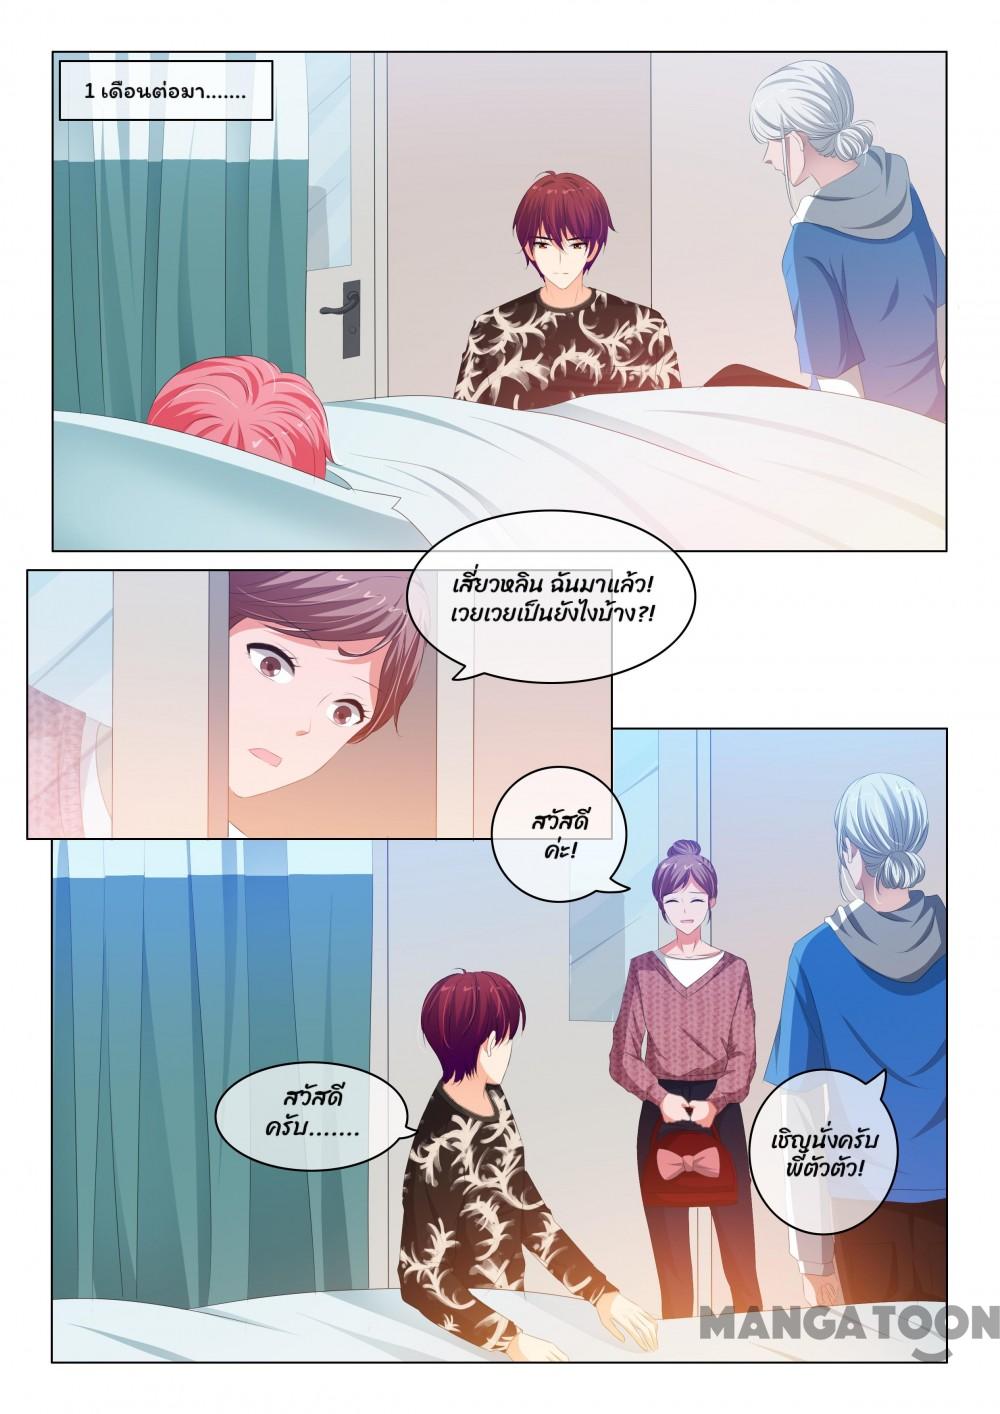 1 เดือนต่อมา.......
เสี่ยวหลิน ฉันมาแล้ว!
เวยเวยเป็นยังไงบ้าง?!
สวัสดี
ค่ะ!
สวัสดี
ครับ.......
เชิญนั่งครับ
พี่ตัวตัว!
MANGATOON